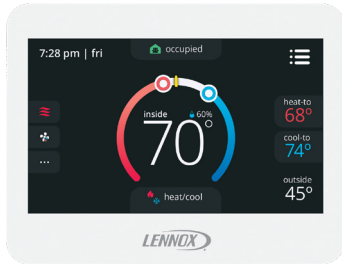 7:28 pm | fri
occupied
inside
60%
70°
heat-to
68°
cool-to
74°
outside
45°
heat/cool
LENNOX